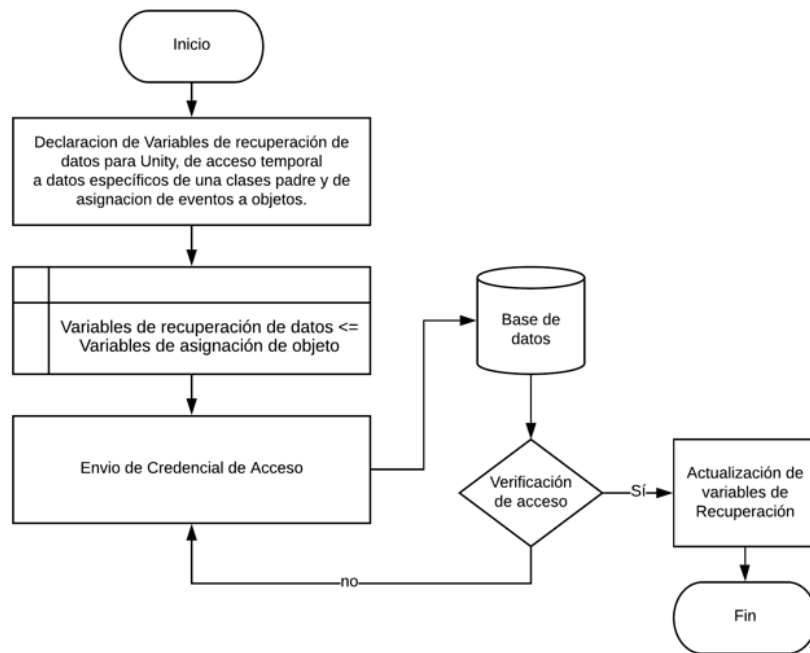 Inicio
Declaracion de Variables de recuperación de
datos para Unity, de acceso temporal
a datos específicos de una clases padre y de
asignacion de eventos a objetos.
Variables de recuperación de datos <=
Variables de asignación de objeto
Envio de Credencial de Acceso
Base de
datos
Verificación
de acceso
Sí
no
Actualización de
variables de
Recuperación
Fin